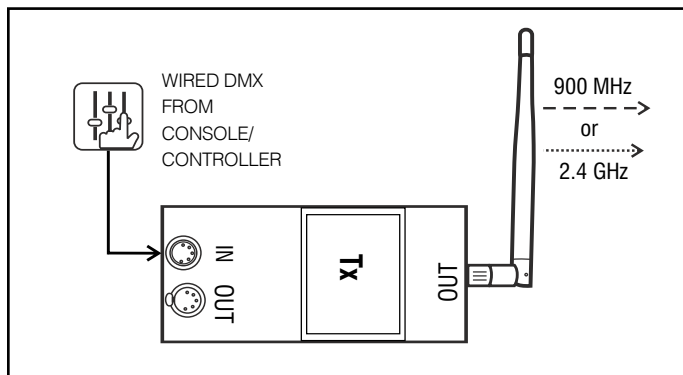 WIRED DMX
FROM
CONSOLE/
CONTROLLER
900 MHz
or
2.4 GHz
IN
OUT
Tx
OUT